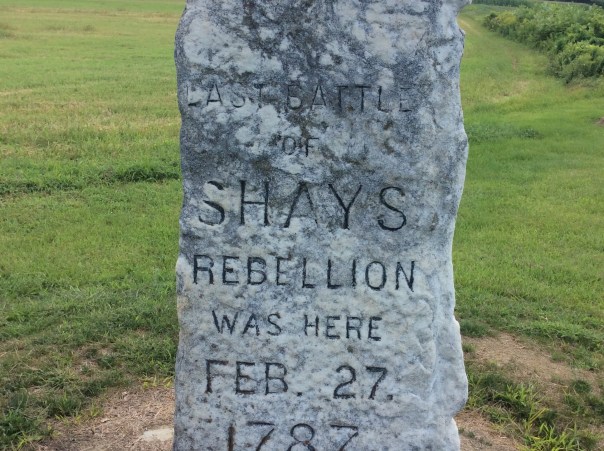 LAST BATTLE
OF
SHAYS
REBELLION
WAS HERE
FEB. 27.
1787